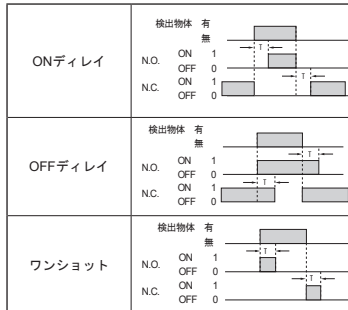 ONディレイ
検出物体 有
無
T
N.O. ON 1
OFF 0
T
N.C. ON 1
OFF 0
OFFディレイ
検出物体 有
無
T
N.O. ON 1
OFF 0
T
N.C. ON 1
OFF 0
ワンショット
検出物体 有
無
T
N.O. ON 1
OFF 0
T
N.C. ON 1
OFF 0